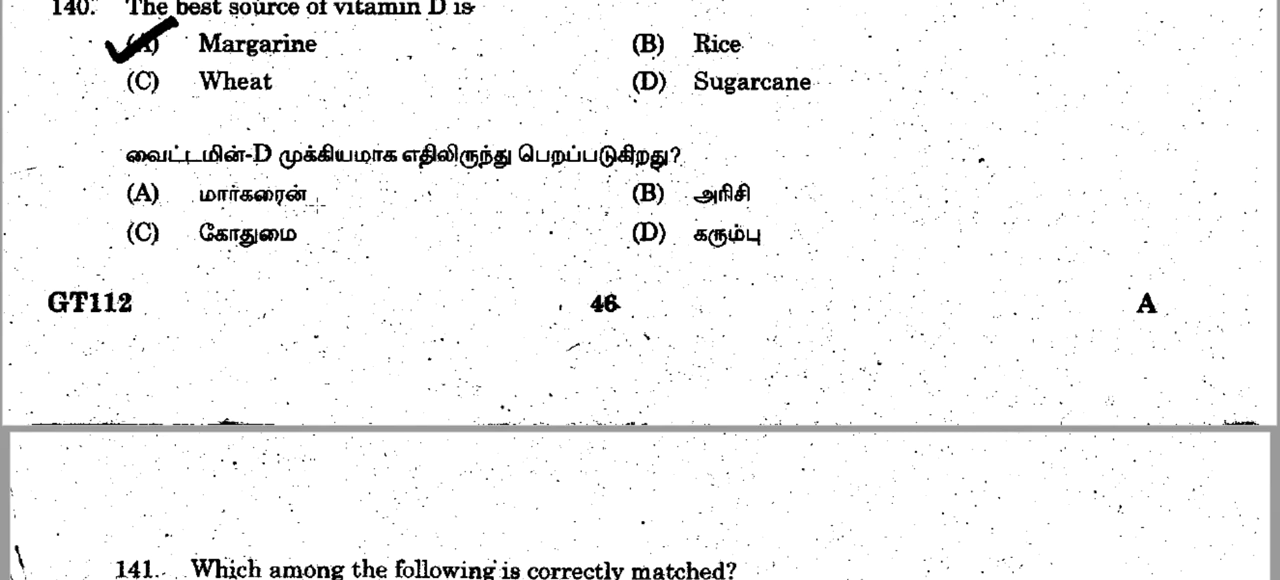 140. The best source of vitamin D is
(A) Margarine (B) Rice
(C) Wheat (D) Sugarcane
வைட்டமின்-D முக்கியமாக எதிலிருந்து பெறப்படுகிறது?
(A) மார்கரைன் (B) அரிசி
(C) கோதுமை (D) கரும்பு
GT112 46 A
141. Which among the following is correctly matched?